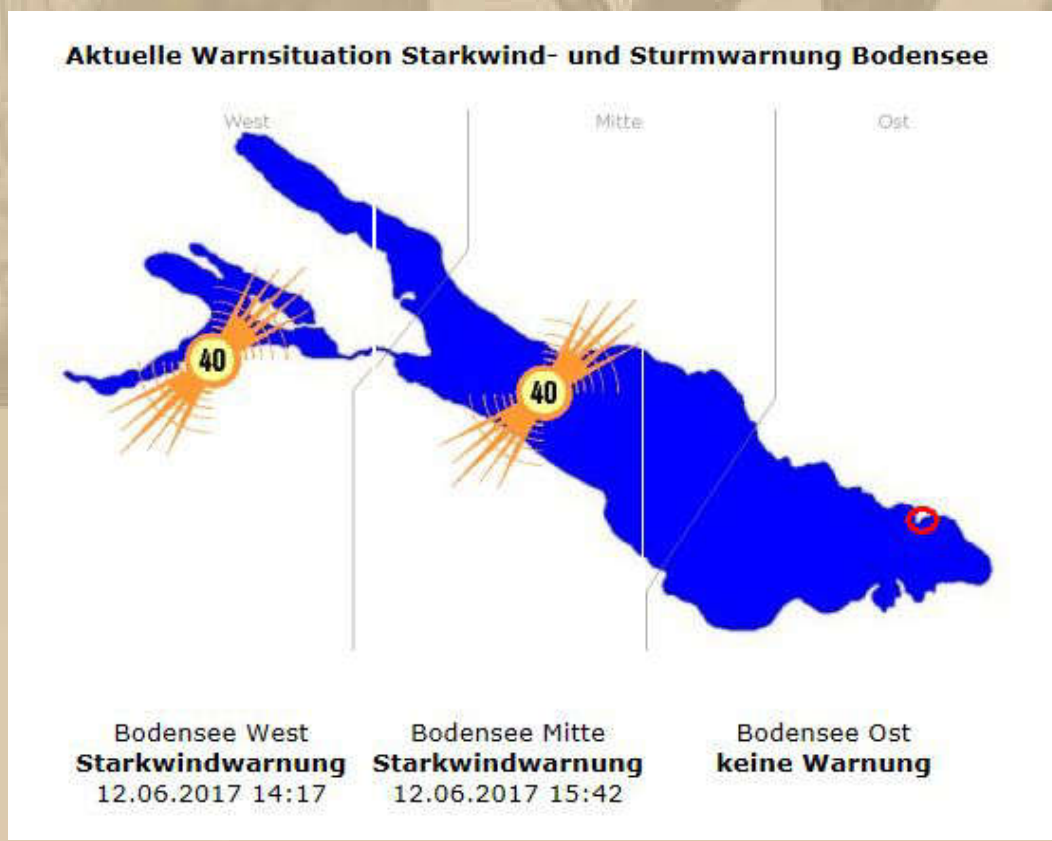 Aktuelle Warnsituation Starkwind- und Sturmwarnung Bodensee
West
Mitte
Ost
40
40
Bodensee West
Starkwindwarnung
12.06.2017 14:17
Bodensee Mitte
Starkwindwarnung
12.06.2017 15:42
Bodensee Ost
keine Warnung